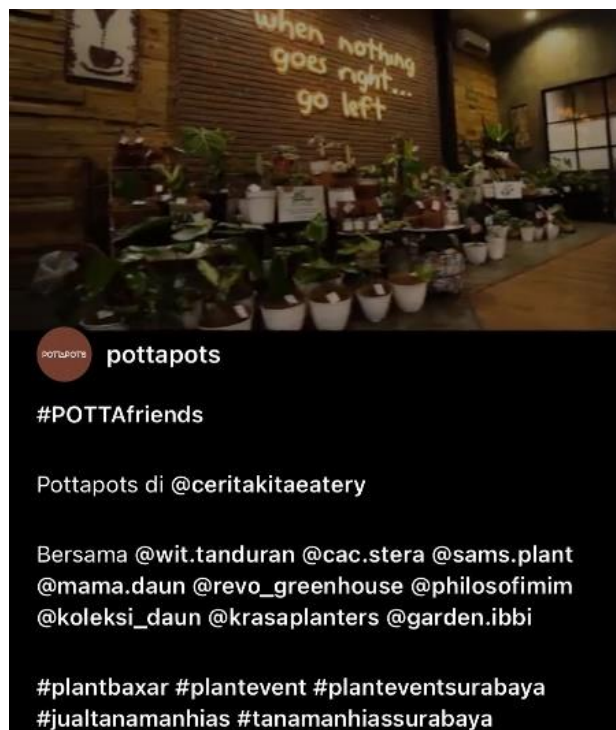 when nothing
goes right...
go left
POTTAPOTS
pottapots
#POTTAfriends
Pottapots di @ceritakitaeatery
Bersama @wit.tanduran @cac.stera @sams.plant
@mama.daun @revo_greenhouse @philosofimim
@koleksi_daun @krasaplanters @garden.ibbi
#plantbaxar #plantevent #planteventsurabaya
#jualtanamanhias #tanamanhiassurabaya